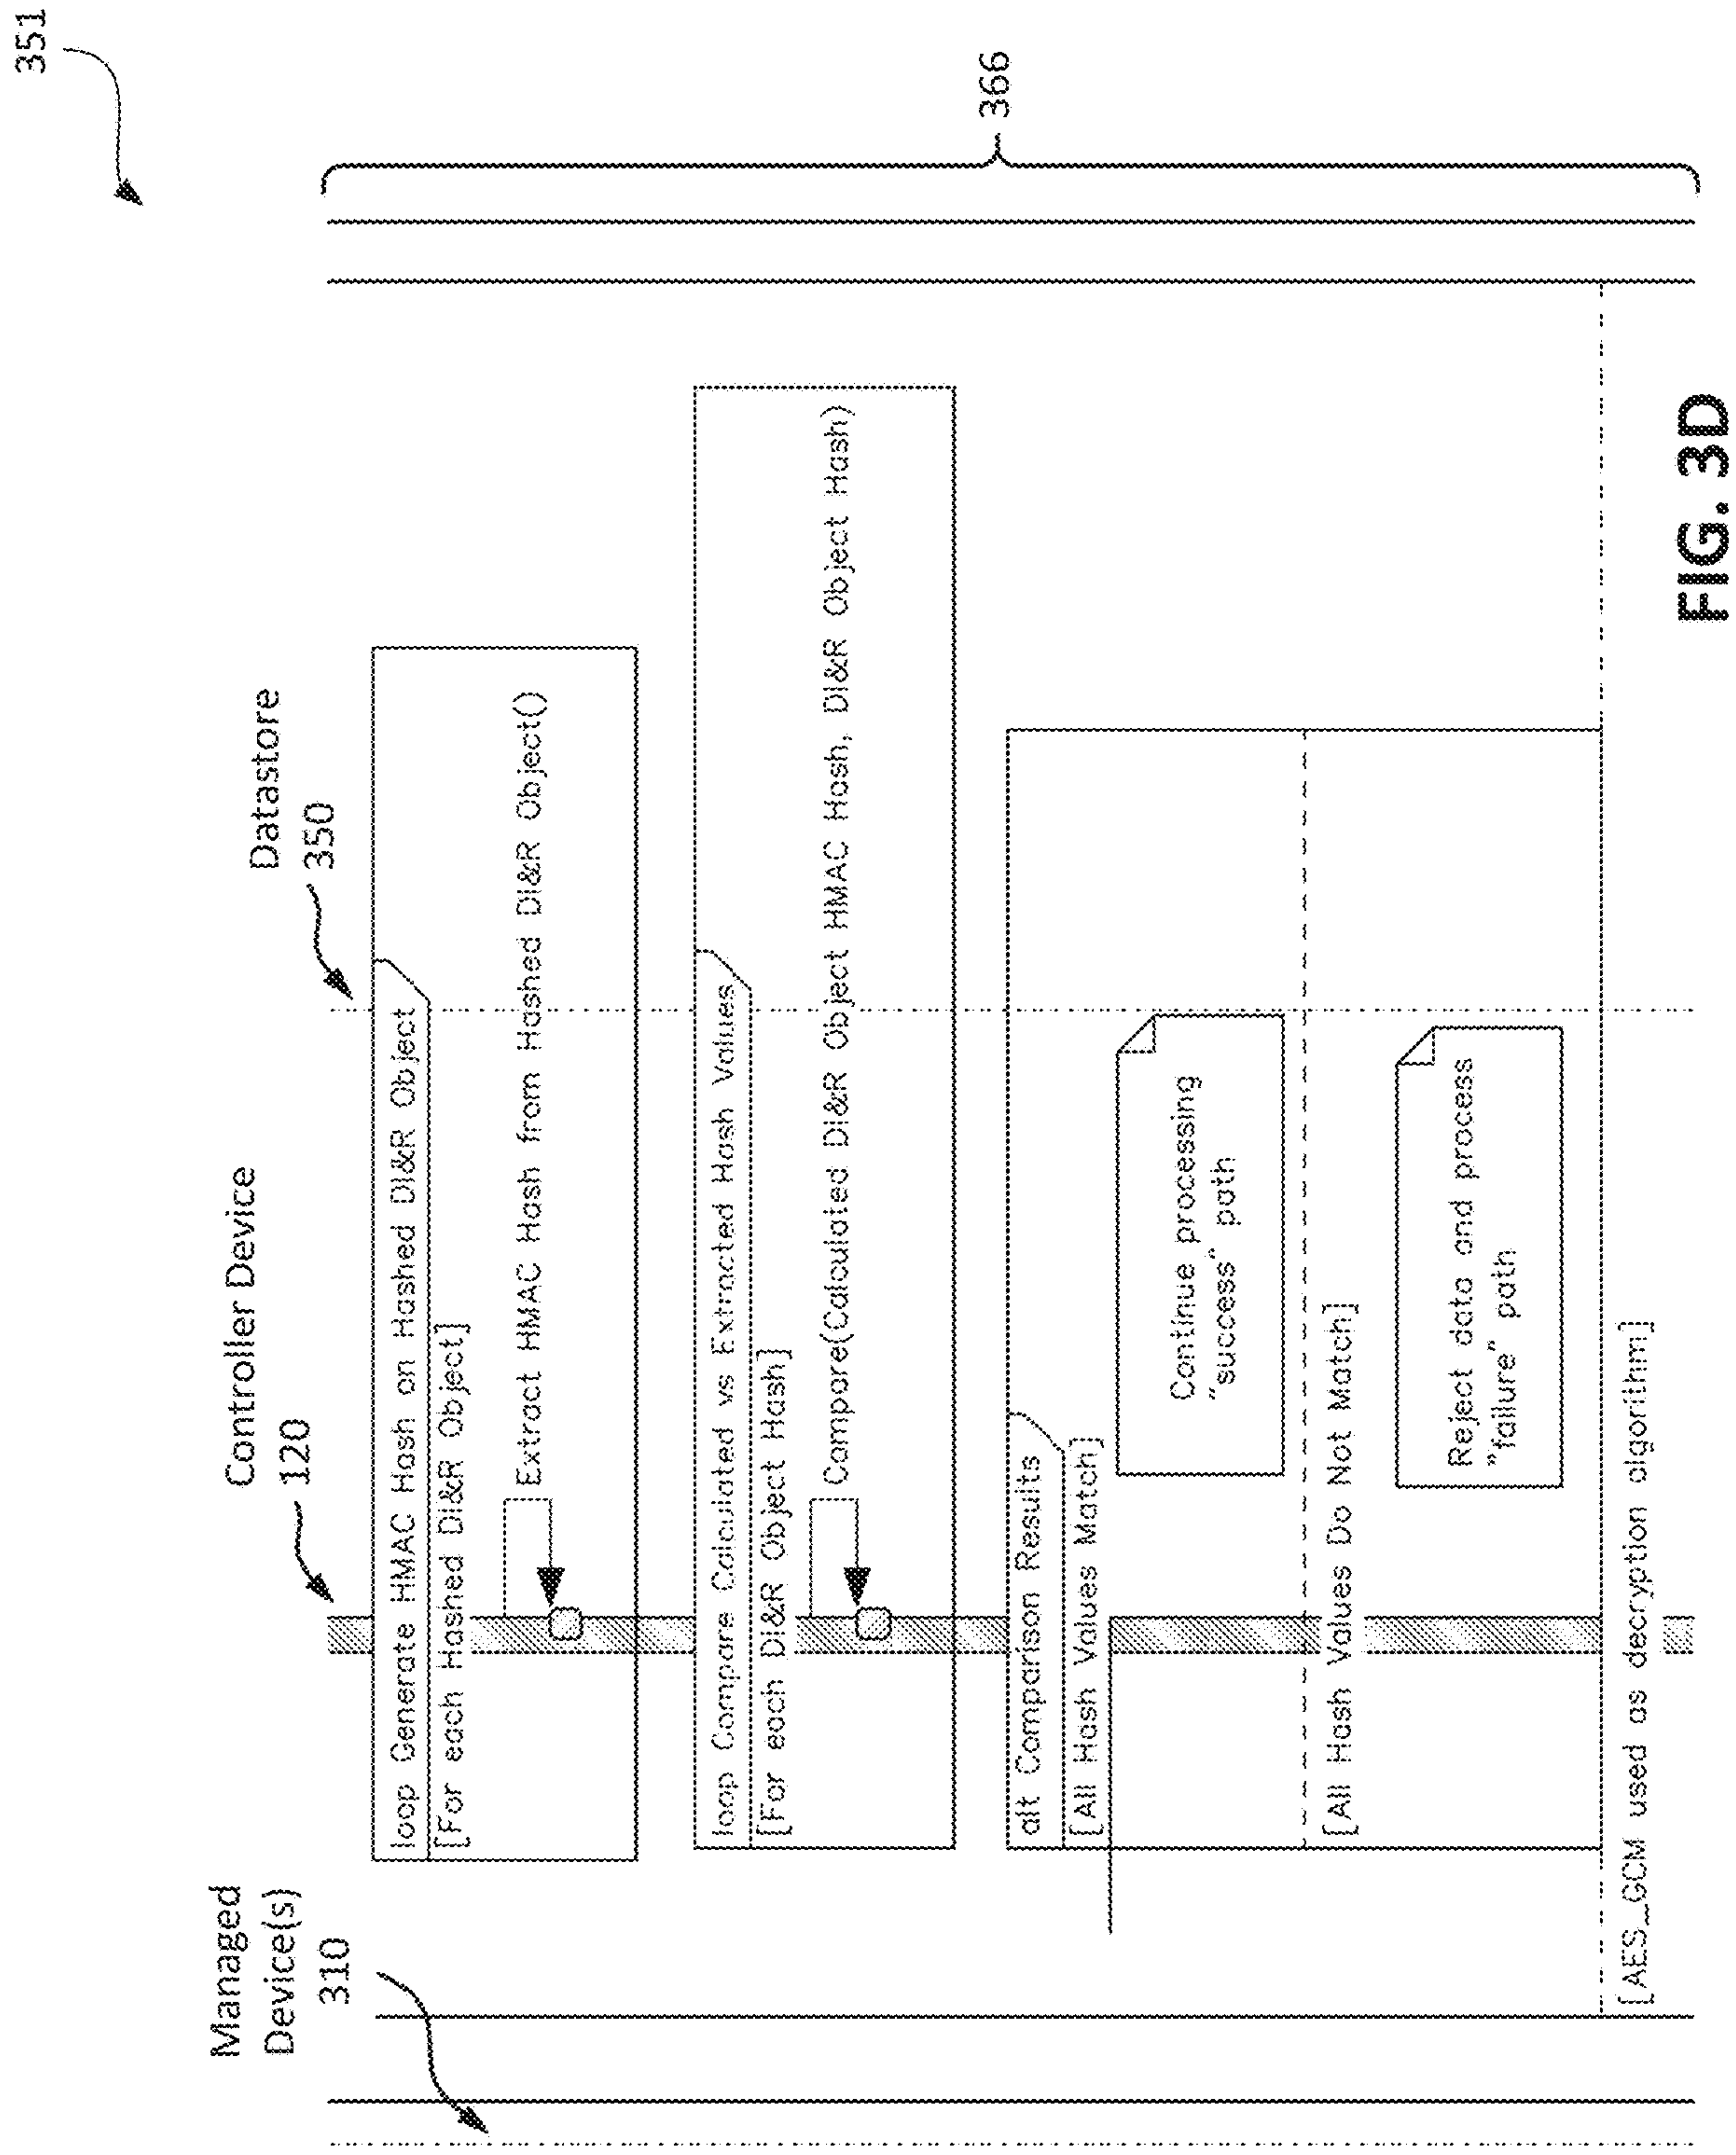 351
Managed
Device(s)
310
Controller Device
120
Datastore
350
loop Generate HMAC Hash on Hashed DI&R Object
[For each Hashed DI&R Object]
Extract HMAC Hash from Hashed DI&R Object()
loop Compare Calculated vs Extracted Hash Values
[For each DI&R Object Hash]
Compare(Calculated DI&R Object HMAC Hash, DI&R Object Hash)
366
alt Comparison Results
[All Hash Values Match]
Continue processing
"success" path
[All Hash Values Do Not Match]
Reject data and process
"failure" path
[AES_GCM used as decryption algorithm]
FIG. 3D